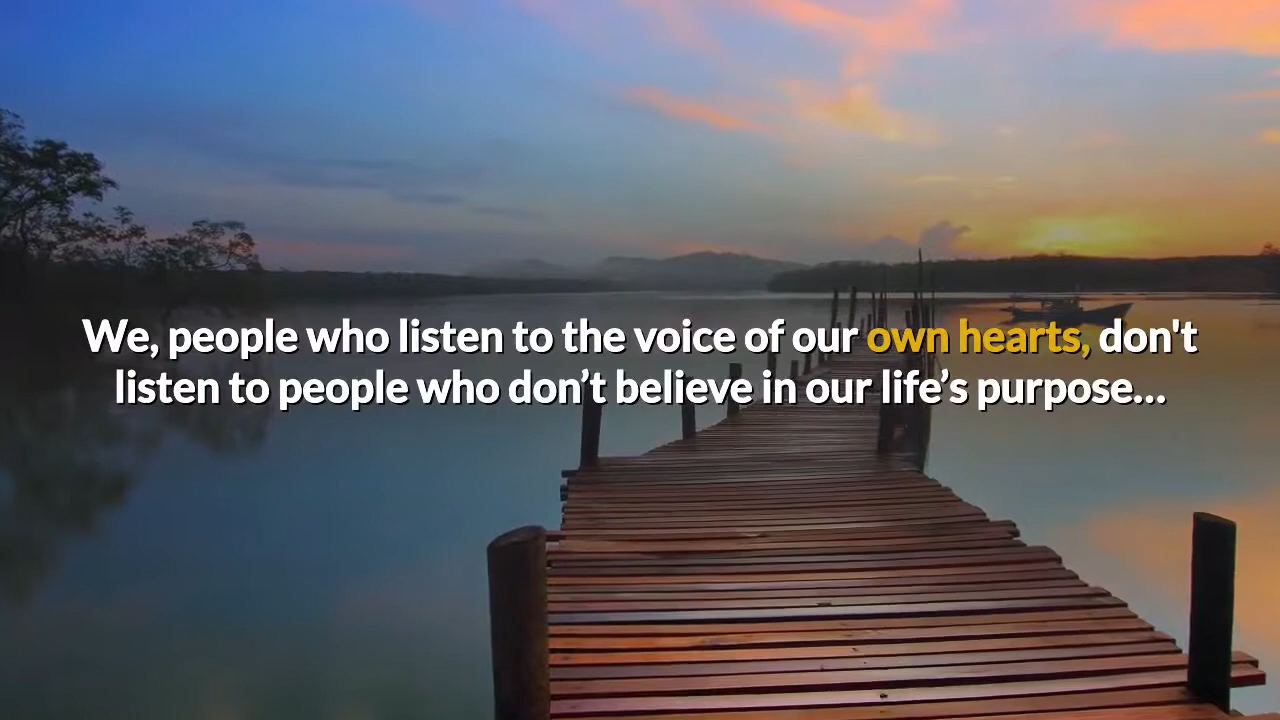 We, people who listen to the voice of our own hearts, don't
listen to people who don’t believe in our life’s purpose...